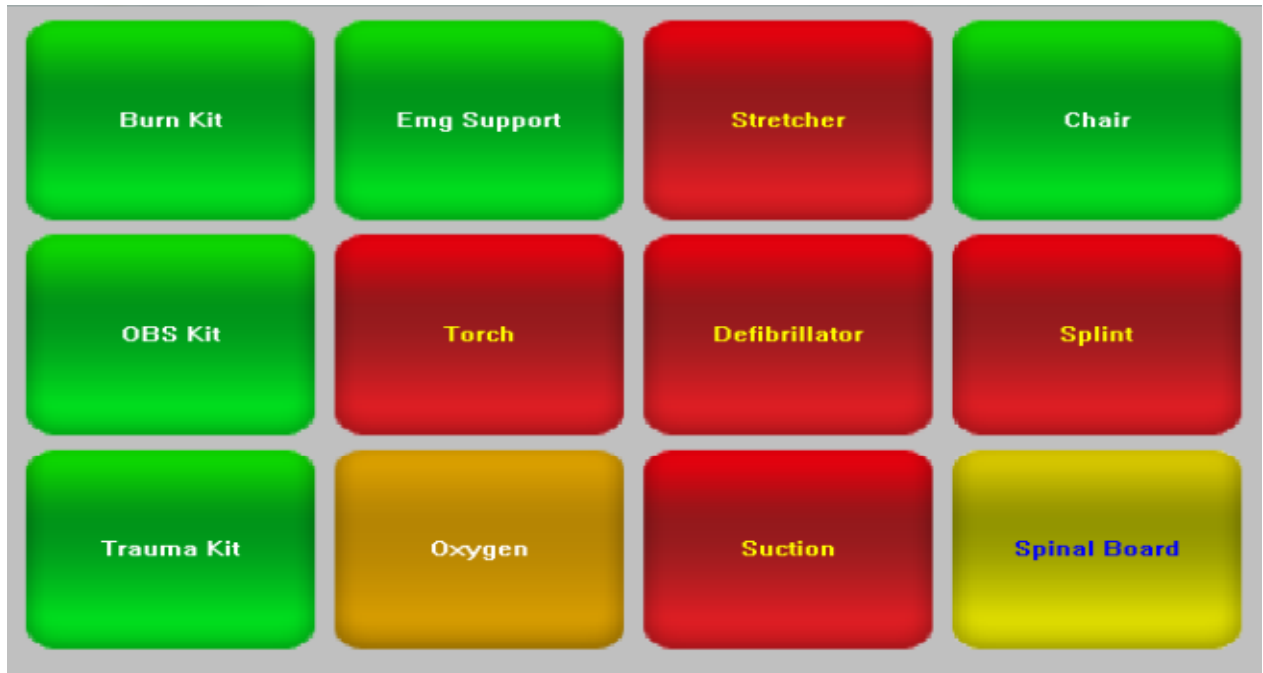 Burn Kit
Emg Support
Stretcher
Chair
OBS Kit
Torch
Defibrillator
Splint
Trauma Kit
Oxygen
Suction
Spinal Board